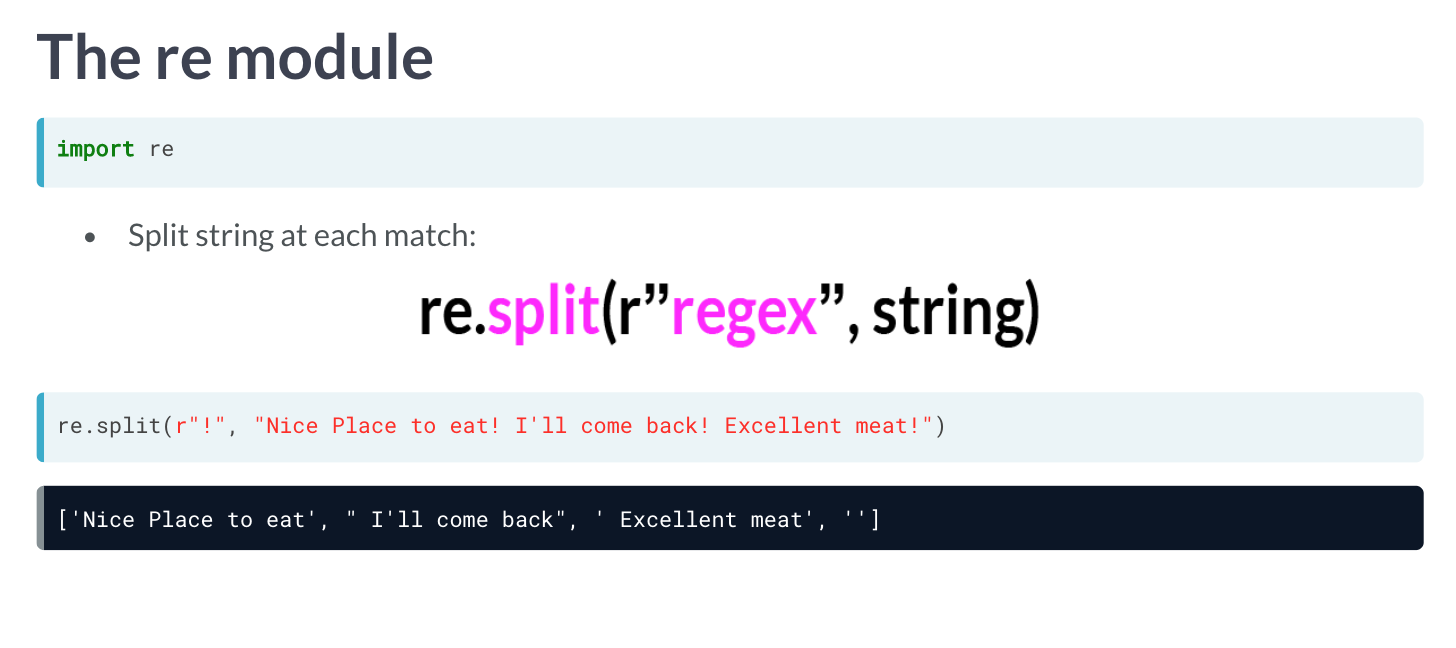 The re module
import re
• Split string at each match:
re.split(r”regex”, string)
re.split(r"!", "Nice Place to eat! I'll come back! Excellent meat!")
['Nice Place to eat', " I'll come back", ' Excellent meat', '']